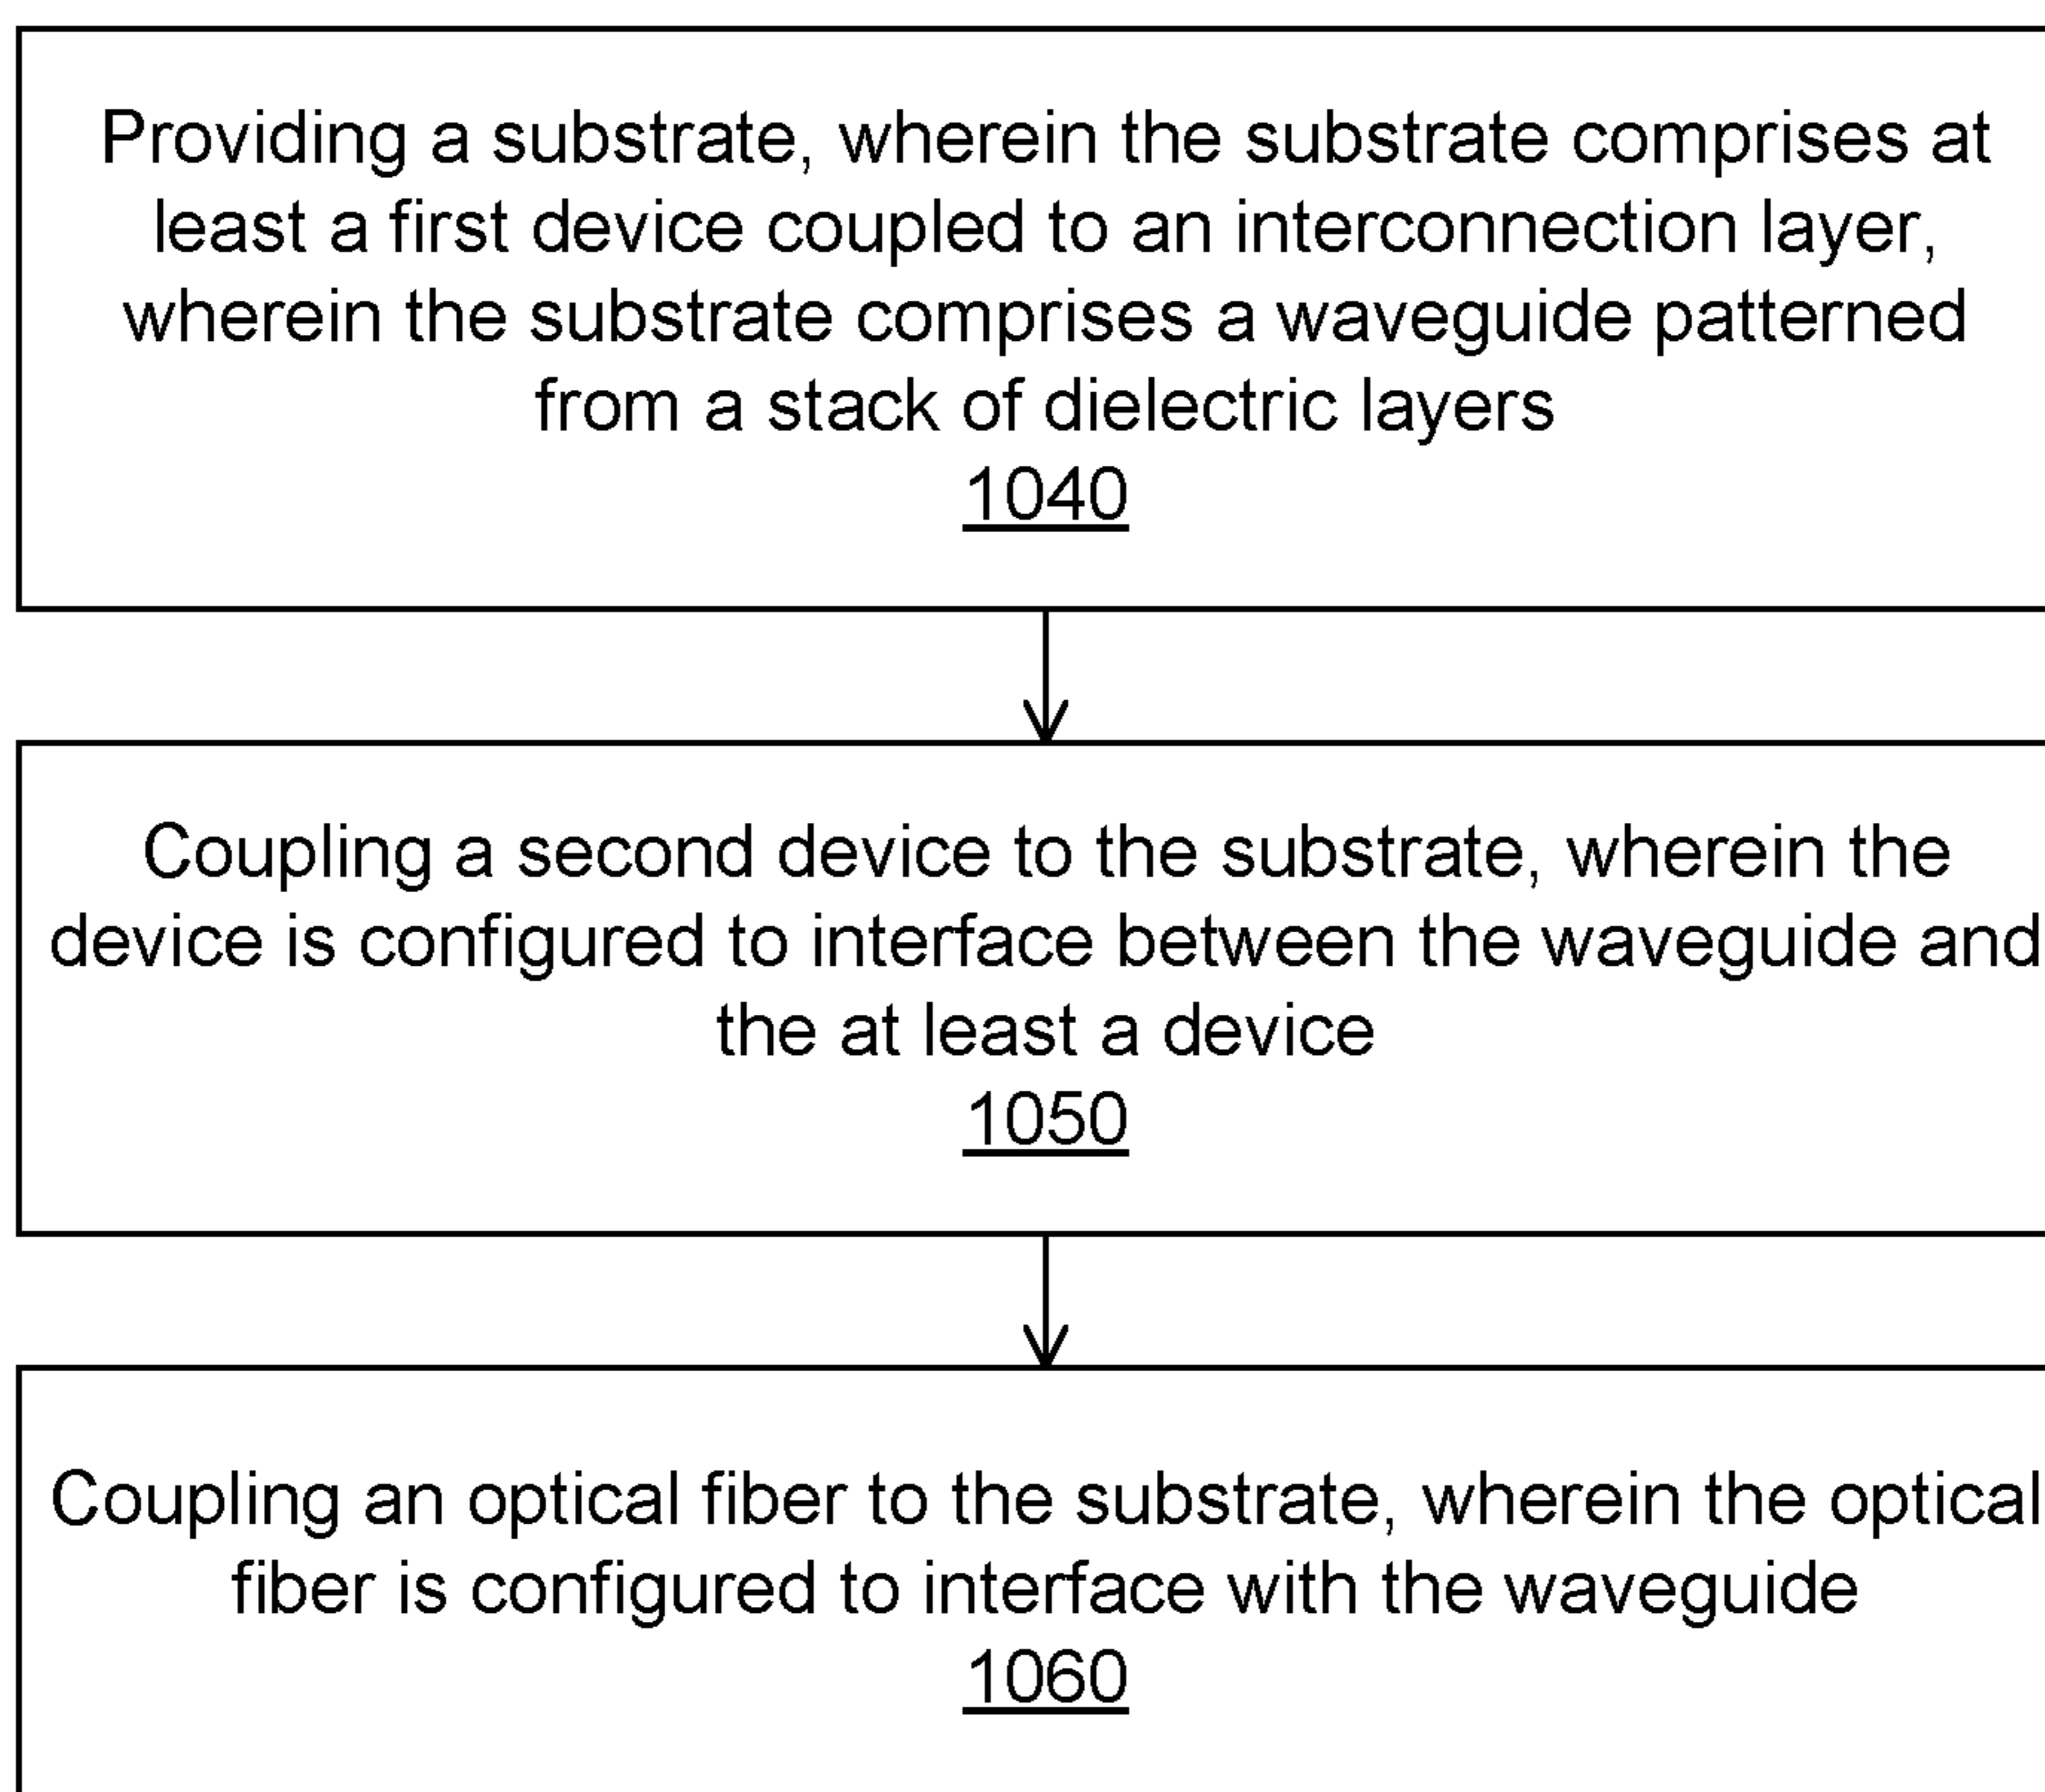 Providing a substrate, wherein the substrate comprises at
least a first device coupled to an interconnection layer,
wherein the substrate comprises a waveguide patterned
from a stack of dielectric layers
1040
Coupling a second device to the substrate, wherein the
device is configured to interface between the waveguide and
the at least a device
1050
Coupling an optical fiber to the substrate, wherein the optical
fiber is configured to interface with the waveguide
1060